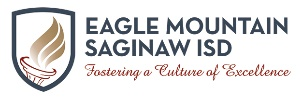 EAGLE MOUNTAIN
SAGINAW ISD
Fostering a Culture of Excellence